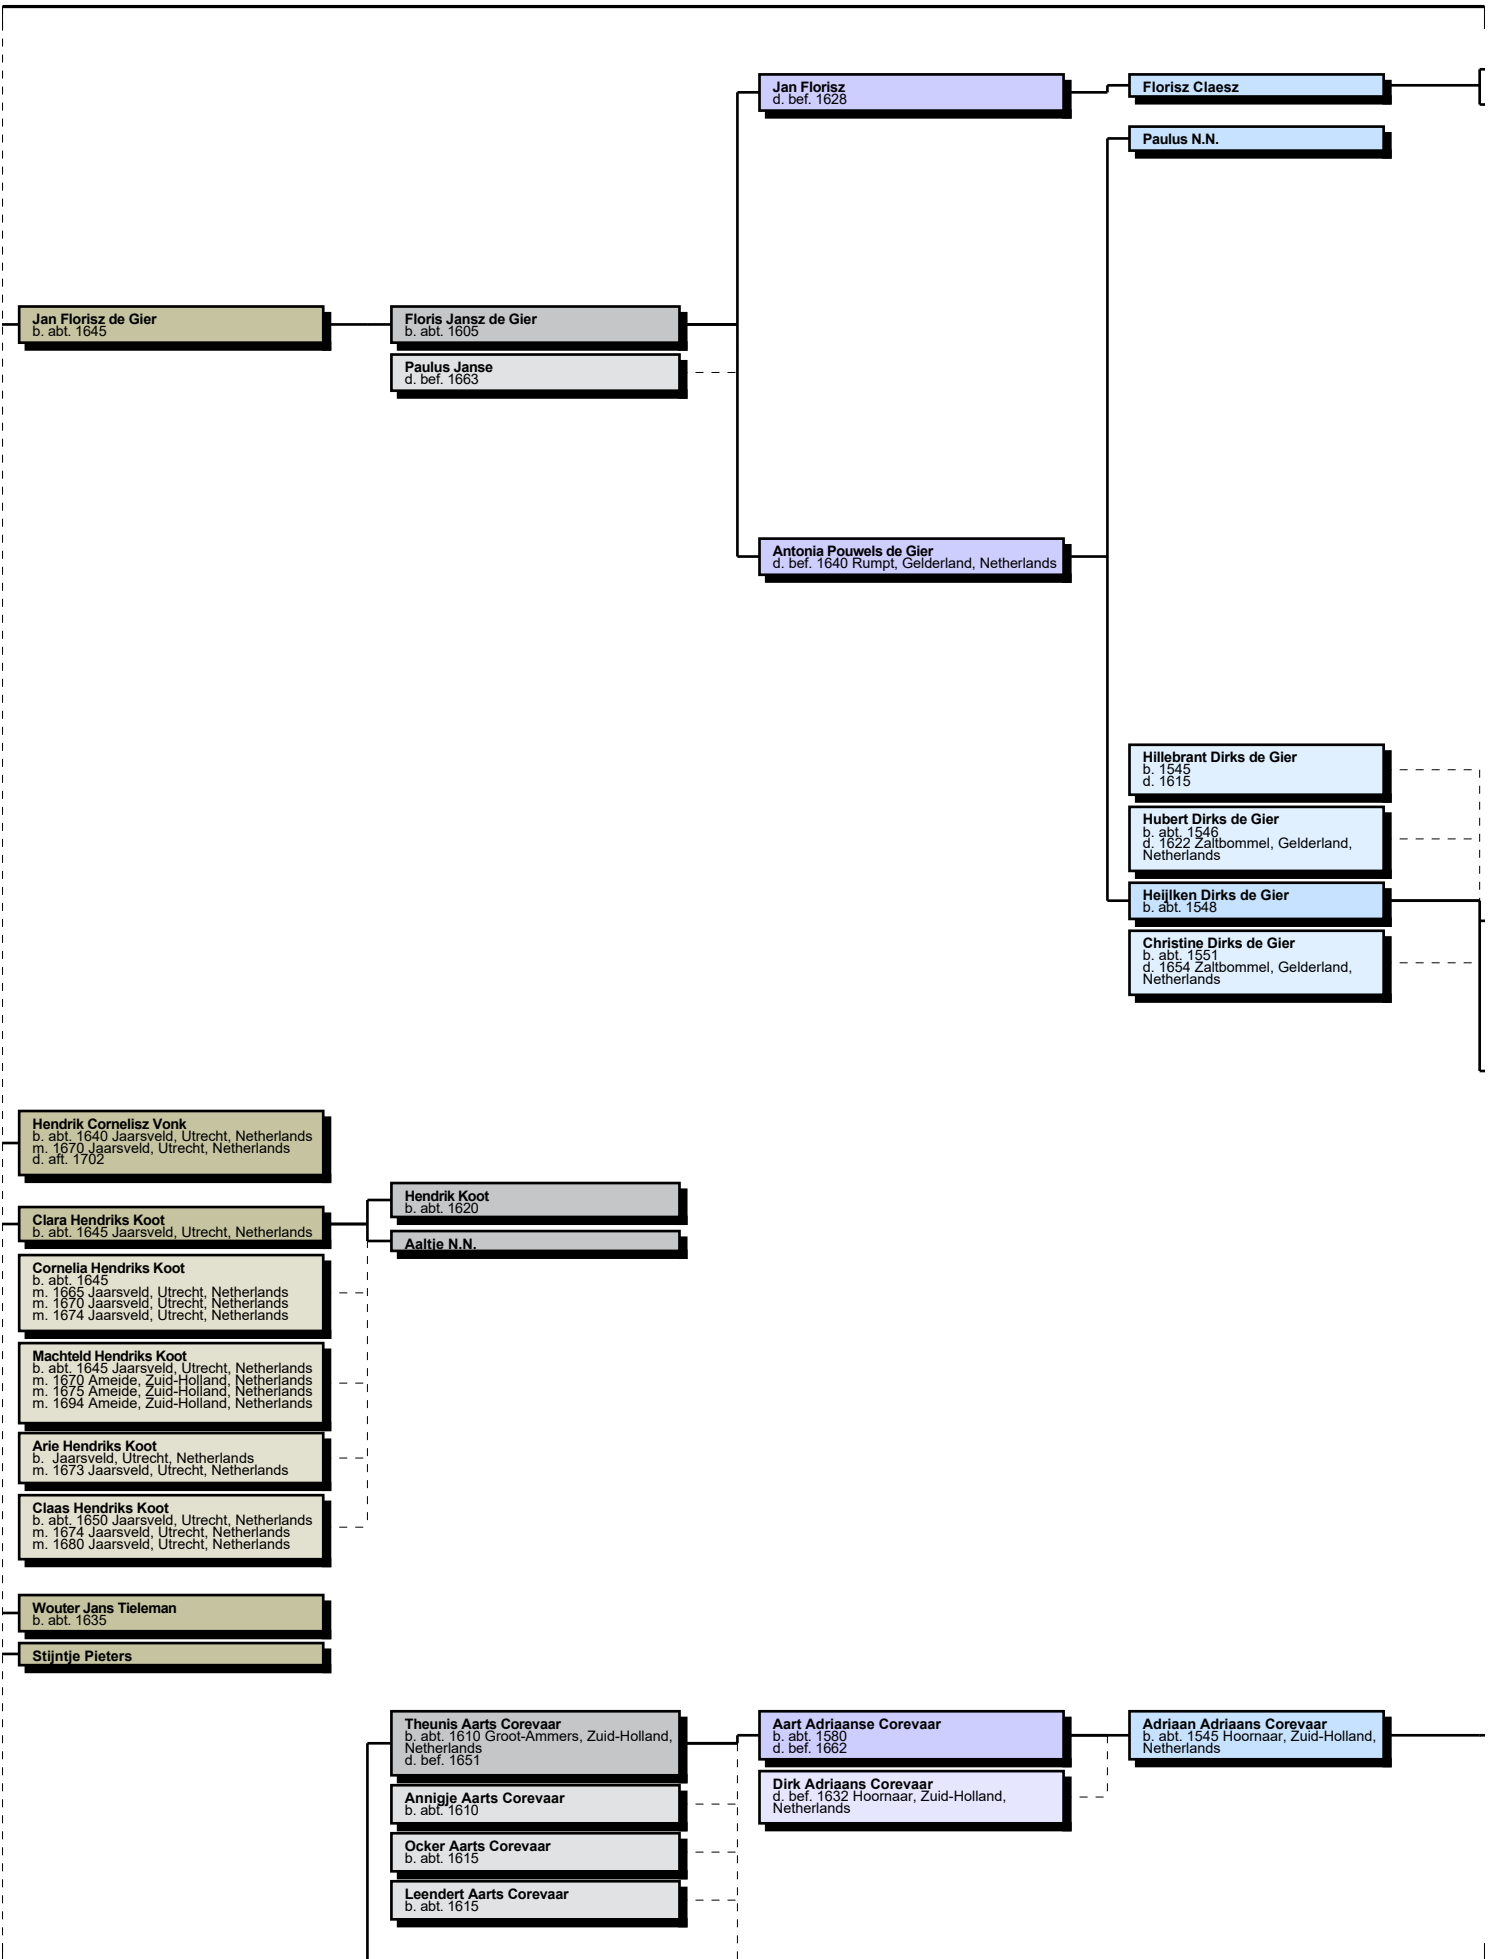 Jan Florisz
d. bef. 1628
Florisz Claesz
Paulus N.N.
Jan Florisz de Gier
b. abt. 1645
Floris Jansz de Gier
b. abt. 1605
Paulus Janse
d. bef. 1663
Antonia Pouwels de Gier
d. bef. 1640 Rumpt, Gelderland, Netherlands
Hillebrant Dirks de Gier
b. 1545
d. 1615
Hubert Dirks de Gier
b. abt. 1546
d. 1622 Zaltbommel, Gelderland,
Netherlands
Heijlken Dirks de Gier
b. abt. 1548
Christine Dirks de Gier
b. abt. 1551
d. 1654 Zaltbommel, Gelderland,
Netherlands
Hendrik Cornelisz Vonk
b. abt. 1640 Jaarsveld, Utrecht, Netherlands
m. 1670 Jaarsveld, Utrecht, Netherlands
d. aft. 1702
Hendrik Koot
b. abt. 1620
Clara Hendriks Koot
b. abt. 1645 Jaarsveld, Utrecht, Netherlands
Aaltje N.N.
Cornelia Hendriks Koot
b. abt. 1645
m. 1665 Jaarsveld, Utrecht, Netherlands
m. 1670 Jaarsveld, Utrecht, Netherlands
m. 1674 Jaarsveld, Utrecht, Netherlands
Machteld Hendriks Koot
b. abt. 1645 Jaarsveld, Utrecht, Netherlands
m. 1670 Ameide, Zuid-Holland, Netherlands
m. 1675 Ameide, Zuid-Holland, Netherlands
m. 1694 Ameide, Zuid-Holland, Netherlands
Arie Hendriks Koot
b.  Jaarsveld, Utrecht, Netherlands
m. 1673 Jaarsveld, Utrecht, Netherlands
Claas Hendriks Koot
b. abt. 1650 Jaarsveld, Utrecht, Netherlands
m. 1674 Jaarsveld, Utrecht, Netherlands
m. 1680 Jaarsveld, Utrecht, Netherlands
Wouter Jans Tieleman
b. abt. 1635
Stijntje Pieters
Theunis Aarts Corevaar
b. abt. 1610 Groot-Ammers, Zuid-Holland,
Netherlands
d. bef. 1651
Aart Adriaanse Corevaar
b. abt. 1580
d. bef. 1662
Adriaan Adriaans Corevaar
b. abt. 1545 Hoornaar, Zuid-Holland,
Netherlands
Dirk Adriaans Corevaar
d. bef. 1632 Hoornaar, Zuid-Holland,
Netherlands
Annigje Aarts Corevaar
b. abt. 1610
Ocker Aarts Corevaar
b. abt. 1615
Leendert Aarts Corevaar
b. abt. 1615